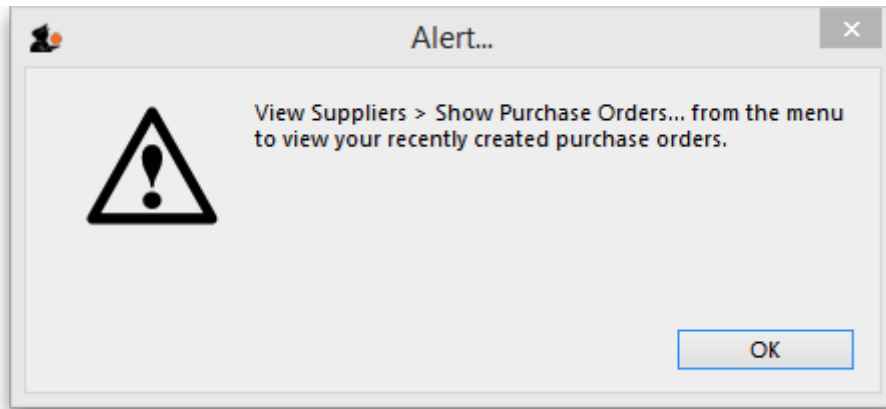 Alert...
View Suppliers > Show Purchase Orders... from the menu
to view your recently created purchase orders.
OK